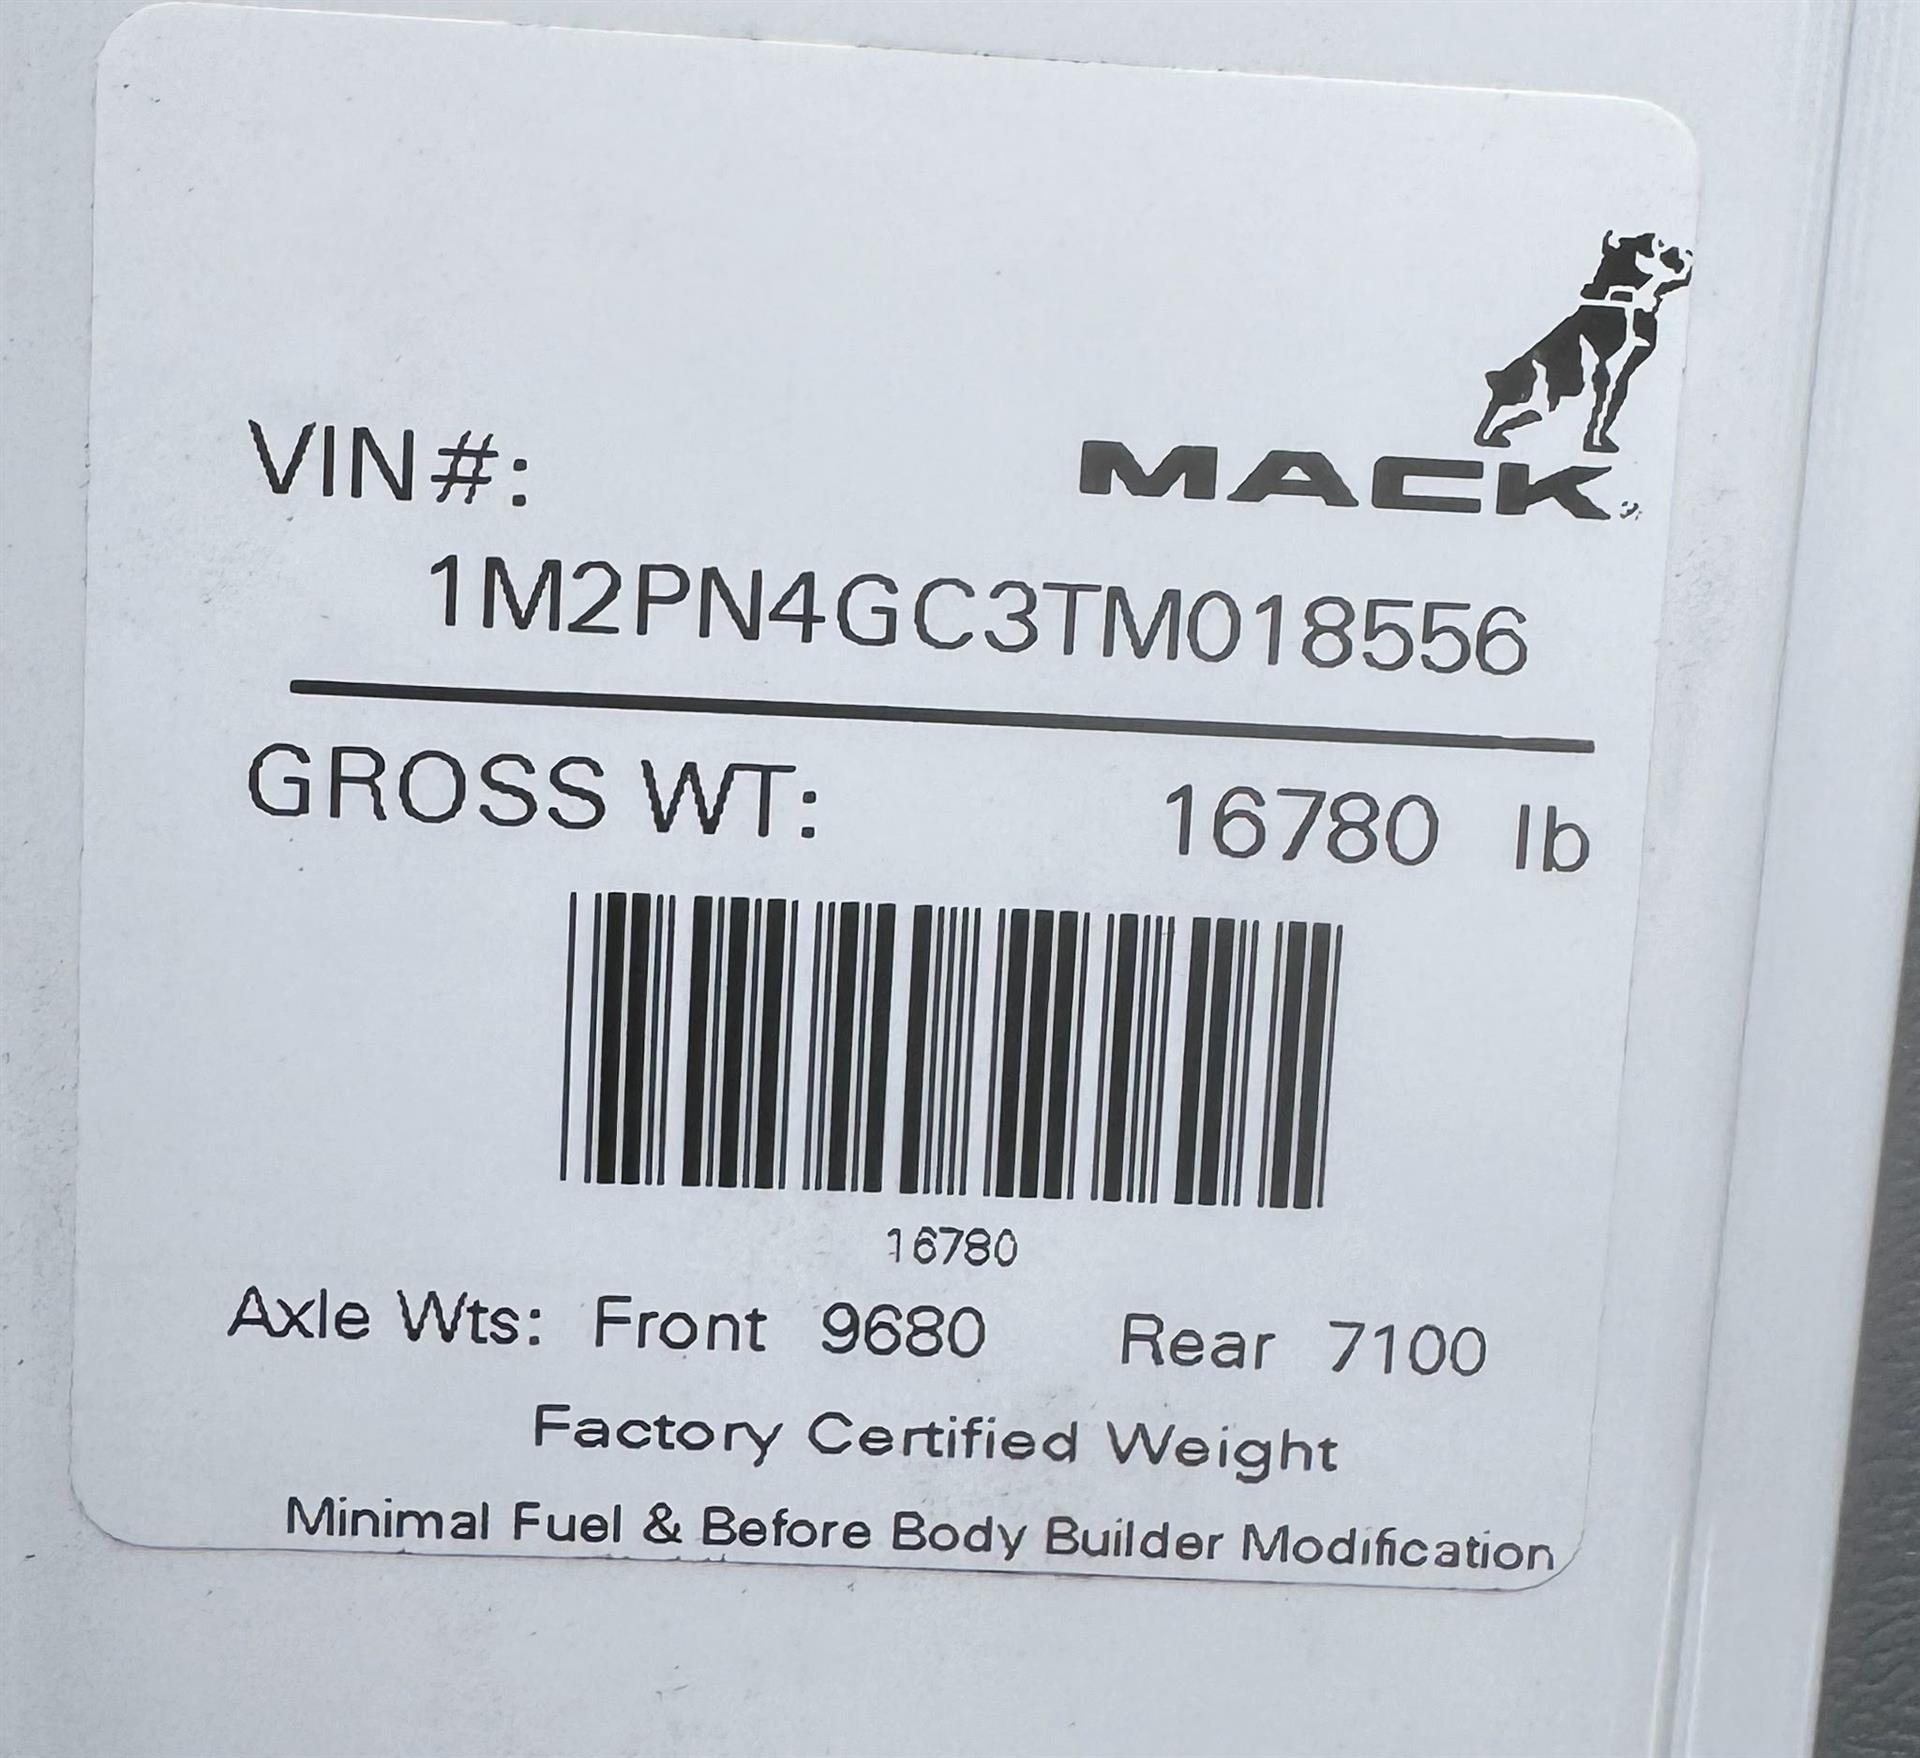 VIN#:
MACK
1M2PN4GC3TM018556
GROSS WT: 16780 lb
16780
Axle Wts: Front 9680 Rear 7100
Factory Certified Weight
Minimal Fuel & Before Body Builder Modification